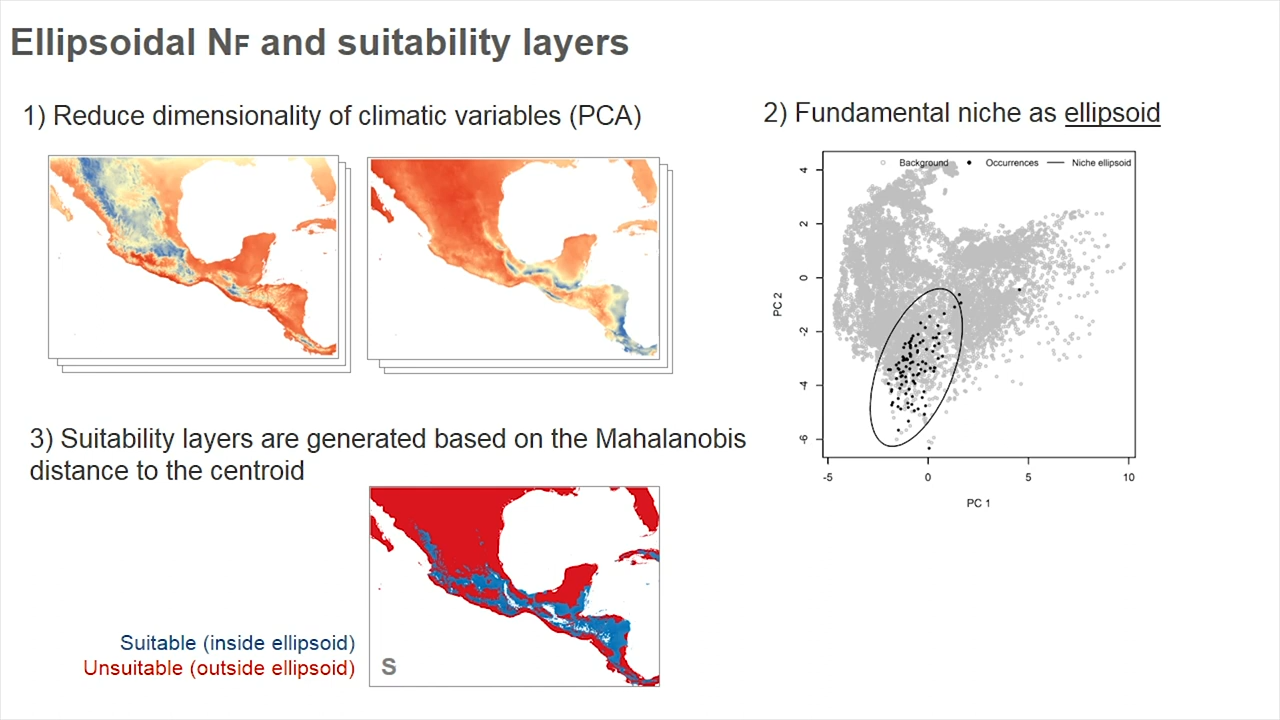 Ellipsoidal NF and suitability layers
1) Reduce dimensionality of climatic variables (PCA)
2) Fundamental niche as ellipsoid
Background
Occurrences
Niche ellipsoid
4
2
0
-2
-4
-6
PC 2
-5
0
5
10
PC 1
3) Suitability layers are generated based on the Mahalanobis
distance to the centroid
Suitable (inside ellipsoid)
Unsuitable (outside ellipsoid)
S